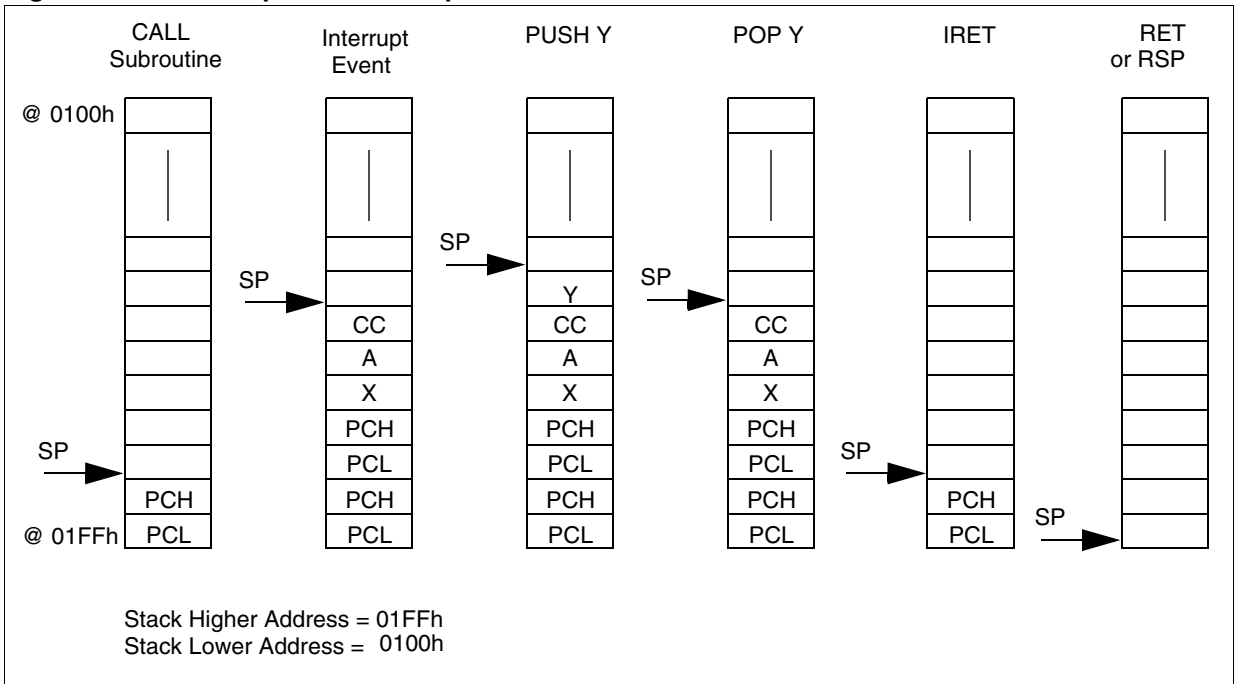 CALL
Subroutine
Interrupt
Event
PUSH Y
POP Y
IRET
RET
or RSP
@ 0100h
SP
SP
SP
Y
CC
CC
CC
A
A
A
X
X
X
PCH
PCH
PCH
SP
PCL
PCL
PCL
SP
PCH
PCH
PCH
PCH
PCH
@ 01FFh
PCL
PCL
PCL
PCL
PCL
SP
Stack Higher Address = 01FFh
Stack Lower Address = 0100h